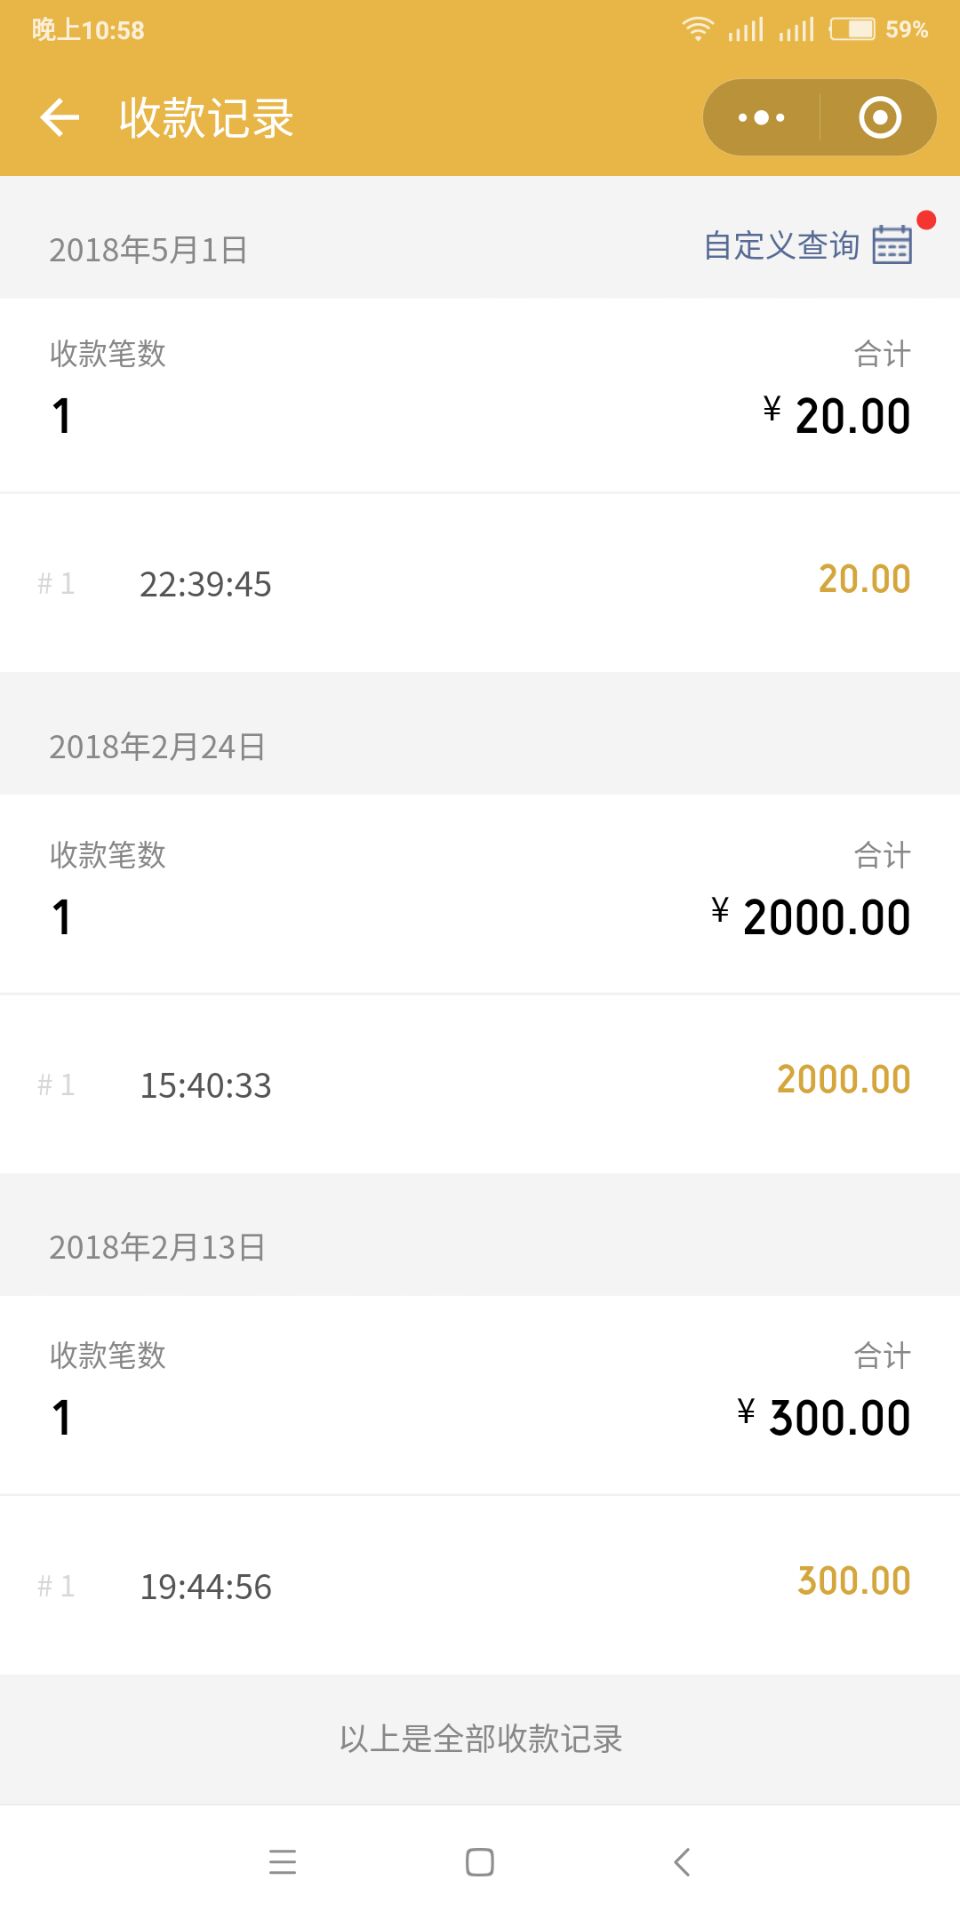 晚上10:58 59%
收款记录
2018年5月1日 自定义查询
收款笔数 合计
1 ¥ 20.00
# 1 22:39:45 20.00
2018年2月24日
收款笔数 合计
1 ¥ 2000.00
# 1 15:40:33 2000.00
2018年2月13日
收款笔数 合计
1 ¥ 300.00
# 1 19:44:56 300.00
以上是全部收款记录